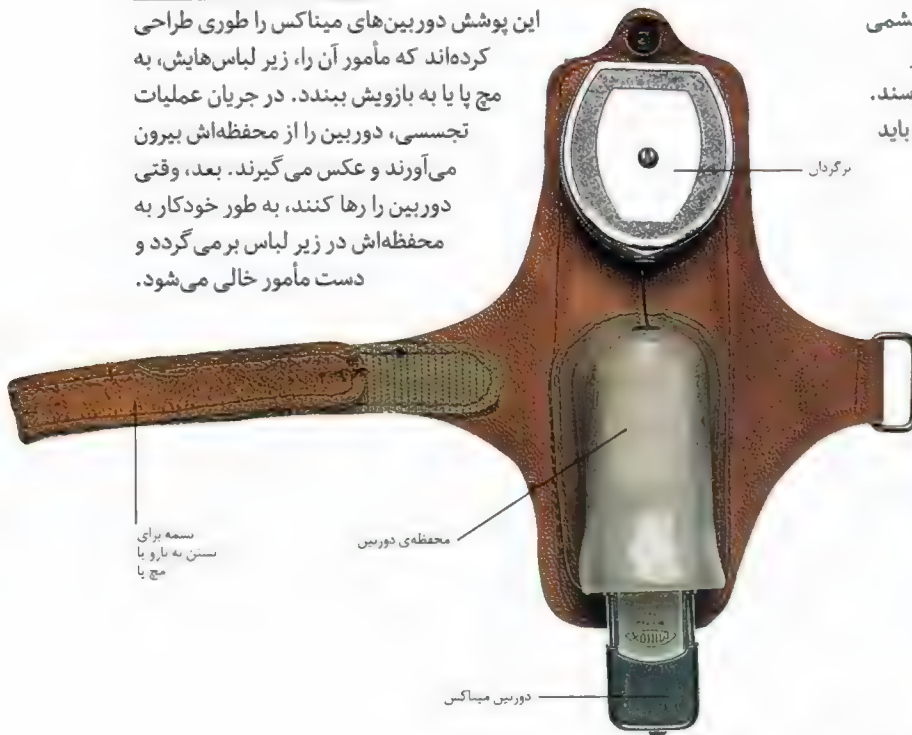 این پوشش دوربین‌های میناکس را طوری طراحی
کرده‌اند که مأمور آن را، زیر لباس‌هایش، به
مچ پا یا به بازویش ببندد. در جریان عملیات
تجسسی، دوربین را از محفظه‌اش بیرون
می‌آورند و عکس می‌گیرند. بعد، وقتی
دوربین را رها کنند، به طور خودکار به
محفظه‌اش در زیر لباس برمی‌گردد و
دست مأمور خالی می‌شود.
باید
برگردان
تسمه برای
بستن به بازو یا
مچ پا
محفظه‌ی دوربین
MINOX
دوربین میناکس